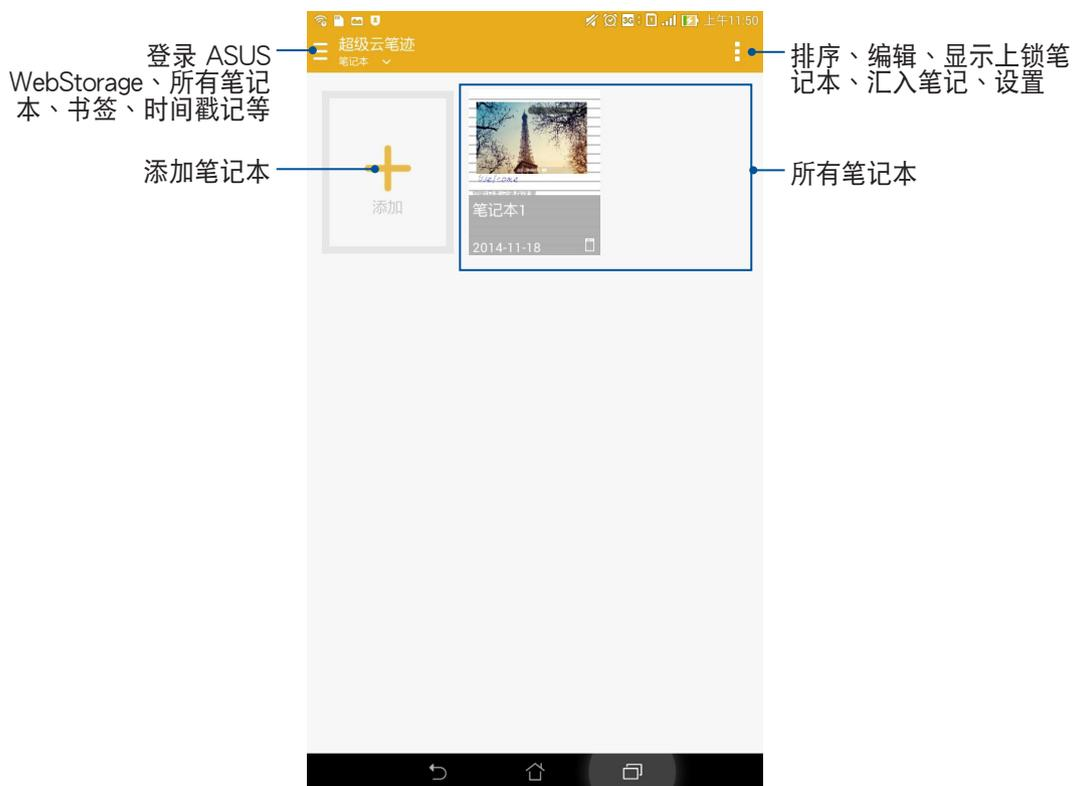 上午11:50
登录 ASUS
WebStorage、所有笔记
本、书签、时间戳记等
超级云笔迹
笔记本
排序、编辑、显示上锁笔
记本、汇入笔记、设置
添加笔记本
添加
Welcome
笔记本1
2014-11-18
所有笔记本